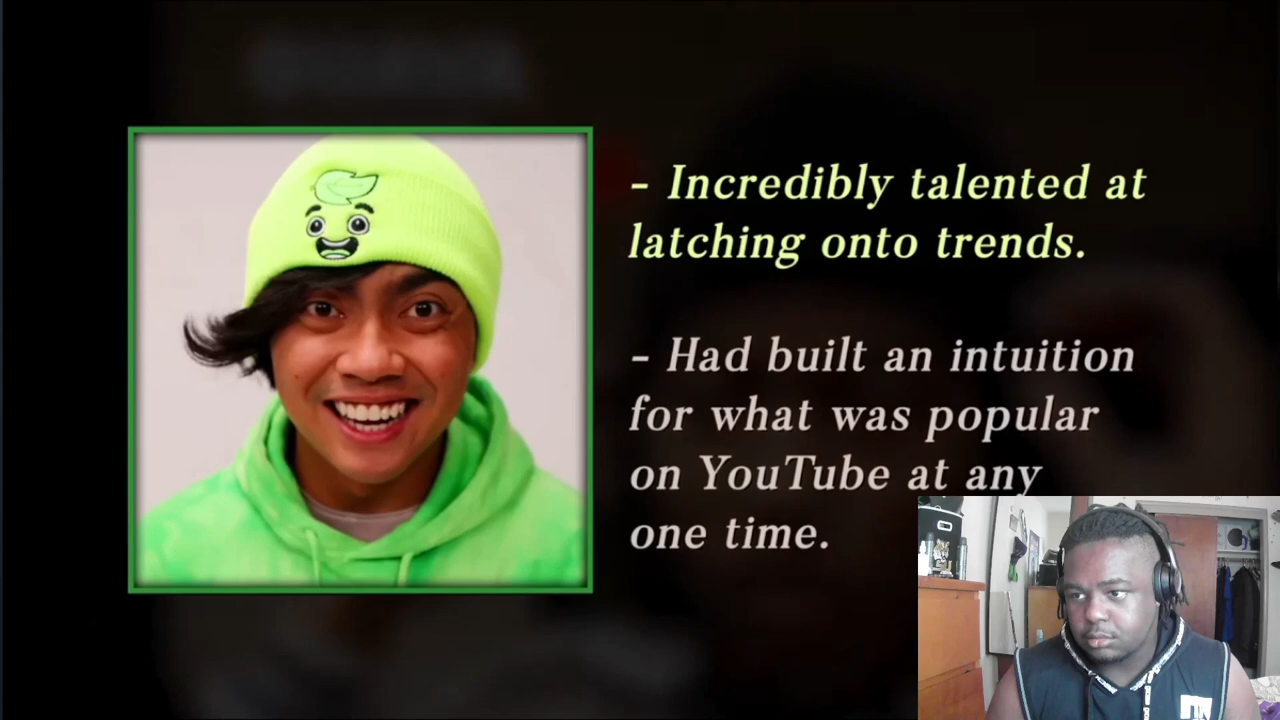 - Incredibly talented at
latching onto trends.
- Had built an intuition
for what was popular
on YouTube at any
one time.